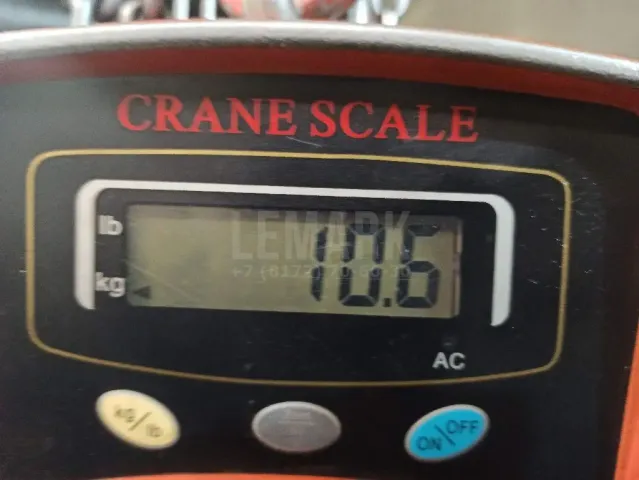 CRANE SCALE
lb
LEMARK
10.6
kg
AC
kg/lb
ON/OFF